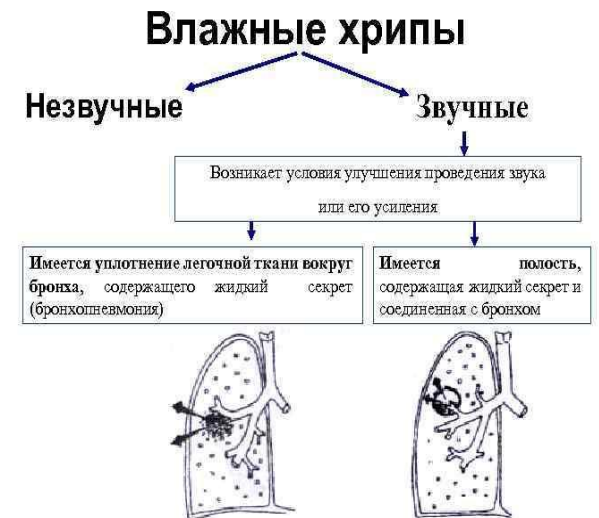 Влажные хрипы
Незвучные
Звучные
Возникает условия улучшения проведения звука
или его усиления
Имеется уплотнение легочной ткани вокруг
бронха, содержащего жидкий секрет
(бронхопневмония)
Имеется полость,
содержащая жидкий секрет и
соединенная с бронхом